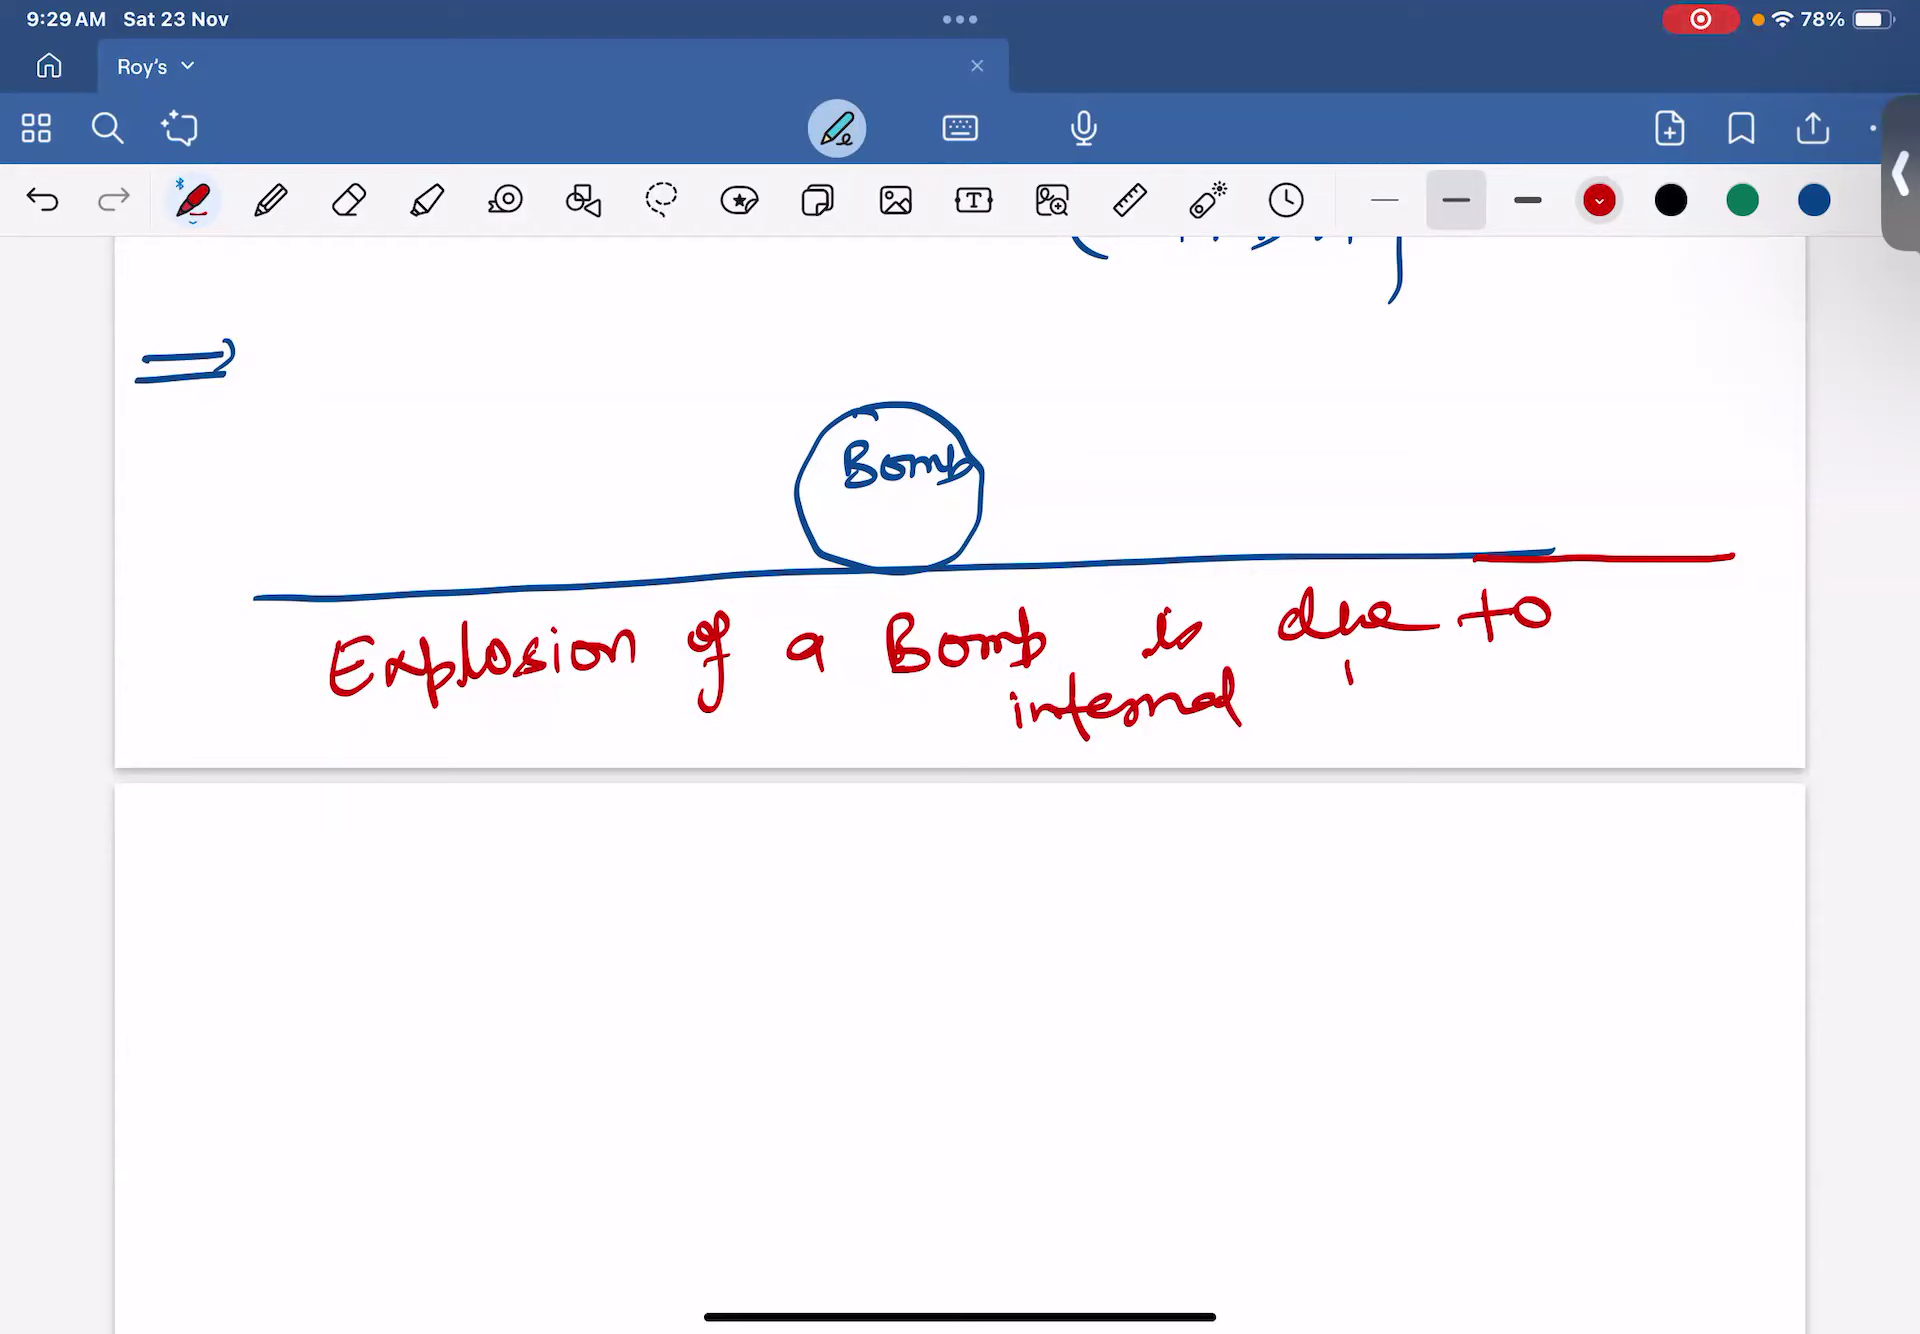 9:29 AM Sat 23 Nov
78%
Roy's
Bomb
Explosion of a Bomb is due to
internal